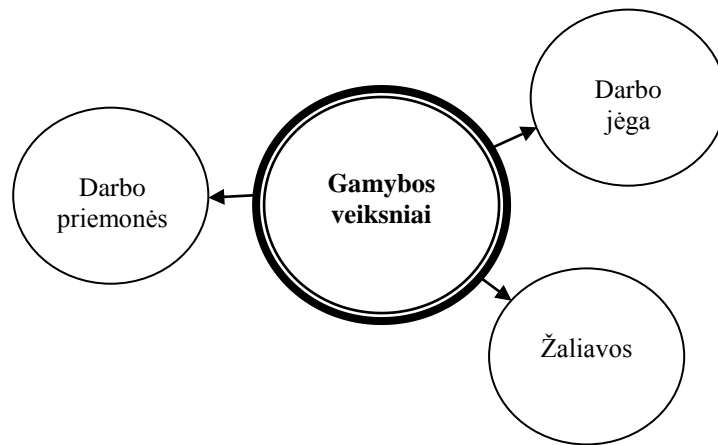 Darbo
jėga
Gamybos
veiksniai
Darbo
priemonės
Žaliavos